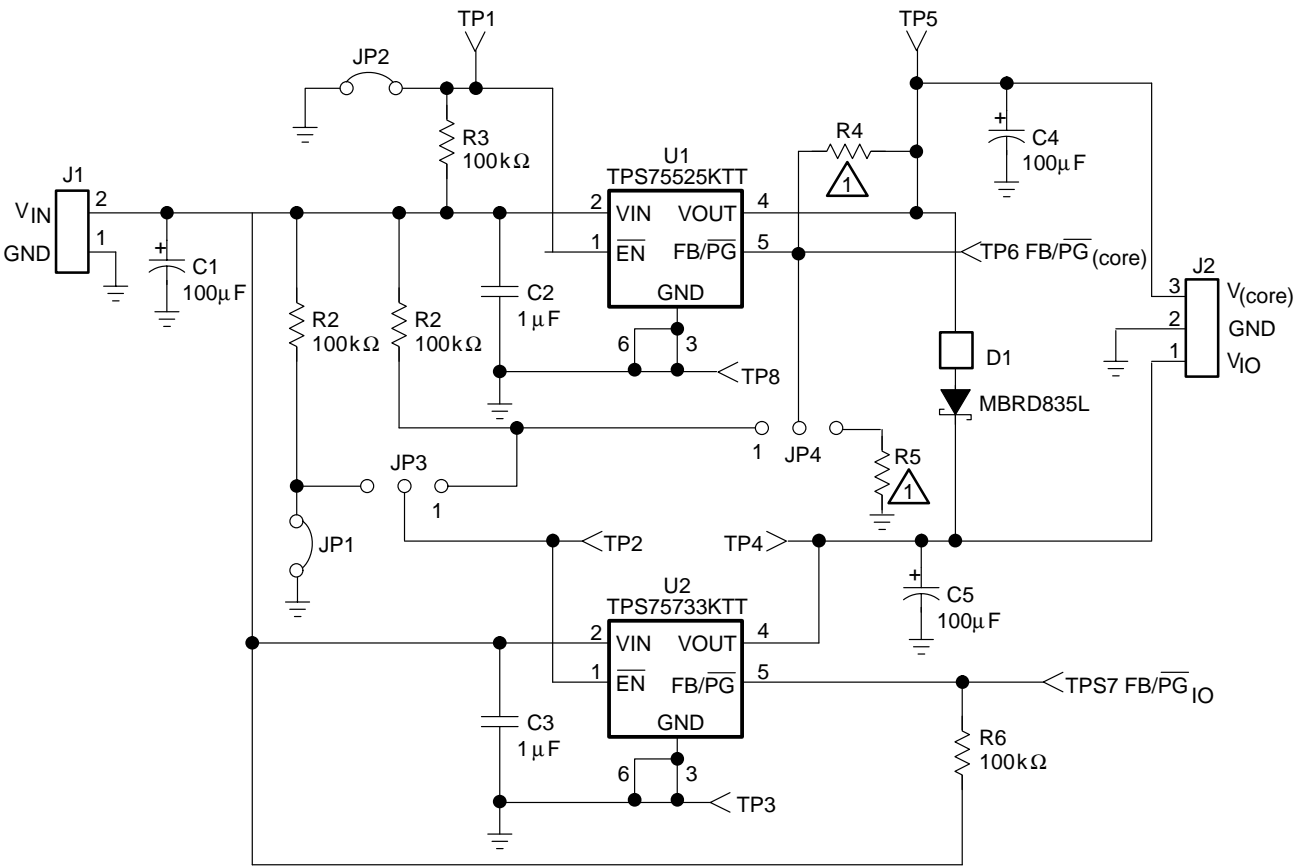 TP1
TP5
JP2
R3
100kΩ
R4
1
C4
100μF
+
U1
TPS75525KTT
J1
VIN
2
GND
1
+
C1
100μF
2
VIN
VOUT
4
1
EN
FB/PG
5
GND
6
3
TP6 FB/PG(core)
J2
3
V(core)
2
GND
1
VIO
C2
1μF
R2
100kΩ
R2
100kΩ
TP8
D1
MBRD835L
1
JP4
R5
1
JP3
1
JP1
TP2
TP4
+
C5
100μF
U2
TPS75733KTT
2
VIN
VOUT
4
1
EN
FB/PG
5
GND
6
3
TPS7 FB/PGIO
C3
1μF
R6
100kΩ
TP3